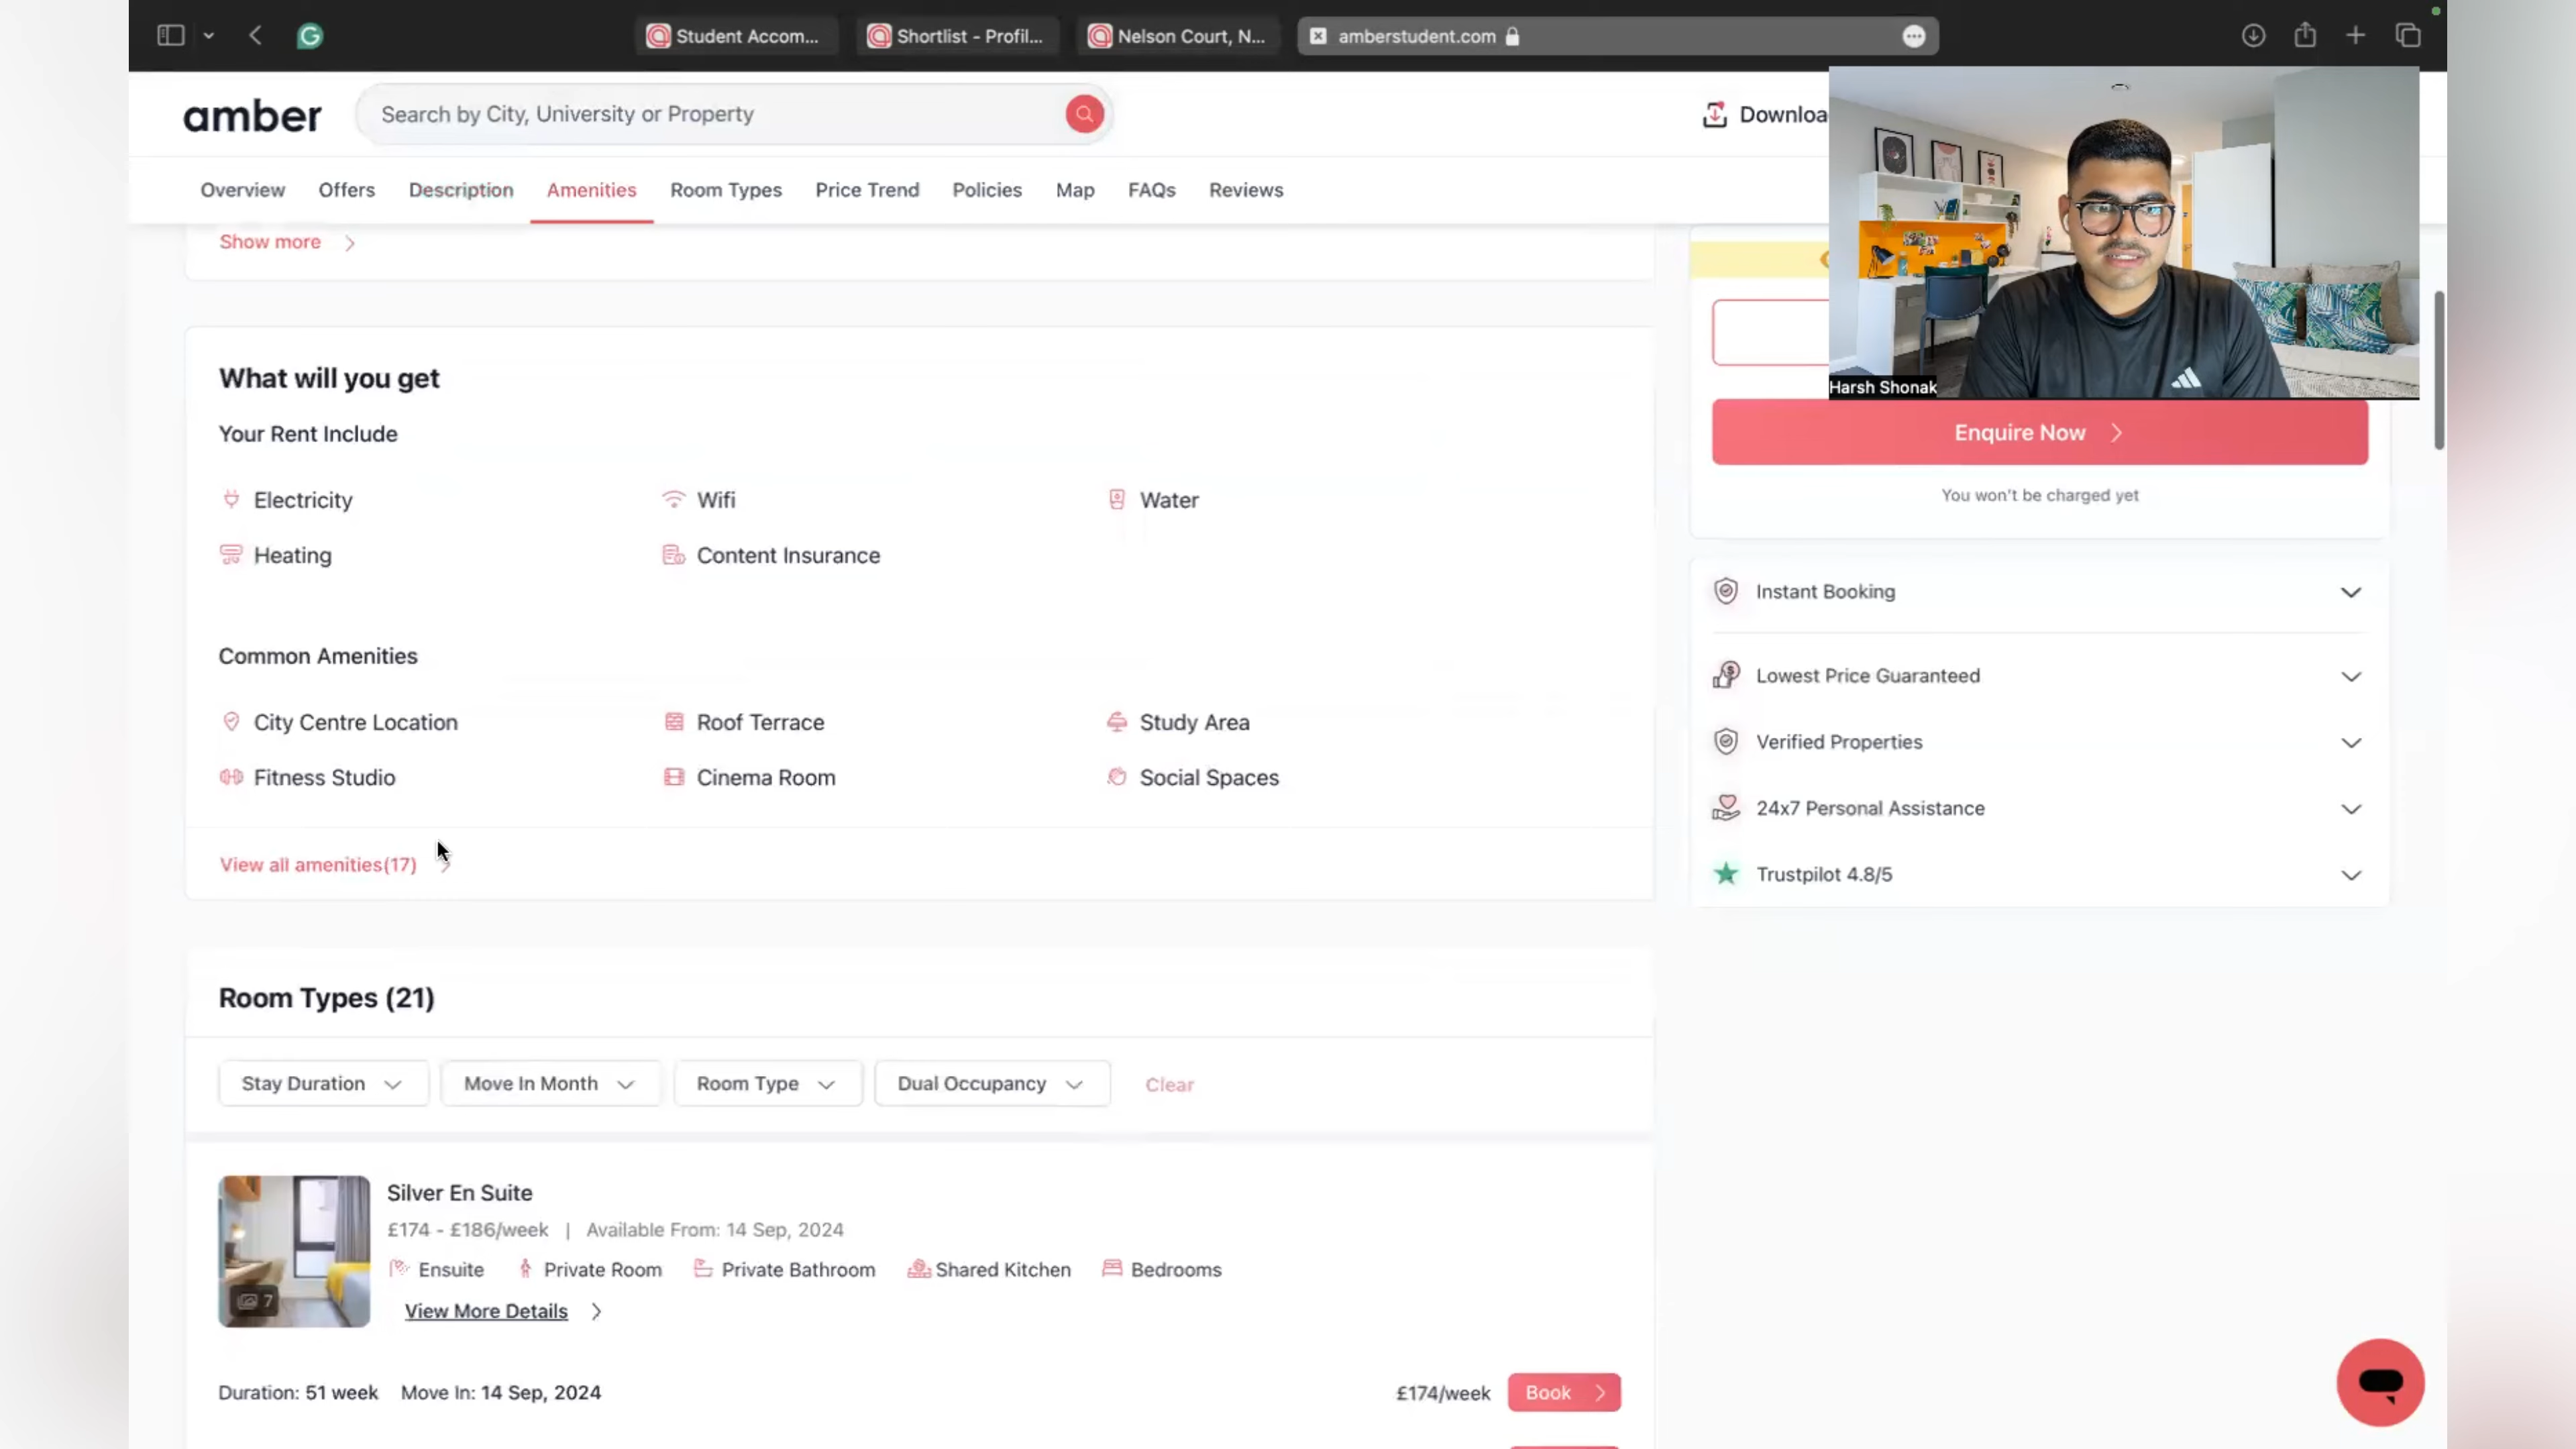 Student Accom...
Shortlist - Profil...
Nelson Court, N...
amberstudent.com
amber
Search by City, University or Property
Overview
Offers
Description
Amenities
Room Types
Price Trend
Policies
Map
FAQs
Reviews
Harsh Shonak
Show more
What will you get
Your Rent Include
Electricity
Wifi
Water
Heating
Content Insurance
Common Amenities
City Centre Location
Roof Terrace
Study Area
Fitness Studio
Cinema Room
Social Spaces
View all amenities(17)
Enquire Now
You won't be charged yet
Instant Booking
Lowest Price Guaranteed
Verified Properties
24x7 Personal Assistance
Trustpilot 4.8/5
Room Types (21)
Stay Duration
Move In Month
Room Type
Dual Occupancy
Clear
7
Silver En Suite
£174 - £186/week | Available From: 14 Sep, 2024
Ensuite
Private Room
Private Bathroom
Shared Kitchen
Bedrooms
View More Details
Duration: 51 week Move In: 14 Sep, 2024
£174/week
Book